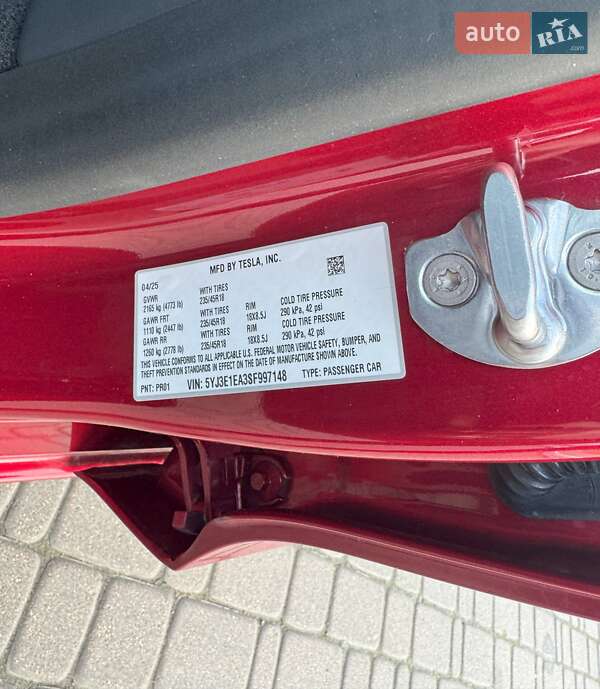 auto RIA .com
MFD BY TESLA, INC.
04/25
GVWR WITH TIRES
2165 kg (4773 lb) 235/45R18 RIM COLD TIRE PRESSURE
GAWR FRT WITH TIRES 18X8.5J 290 kPa, 42 psi
1110 kg (2447 lb) 235/45R18 RIM COLD TIRE PRESSURE
GAWR RR WITH TIRES 18X8.5J 290 kPa, 42 psi
1260 kg (2778 lb) 235/45R18
THIS VEHICLE CONFORMS TO ALL APPLICABLE U.S. FEDERAL MOTOR VEHICLE SAFETY, BUMPER, AND
THEFT PREVENTION STANDARDS IN EFFECT ON THE DATE OF MANUFACTURE SHOWN ABOVE.
PNT: PR01 VIN: 5YJ3E1EA3SF997148 TYPE: PASSENGER CAR